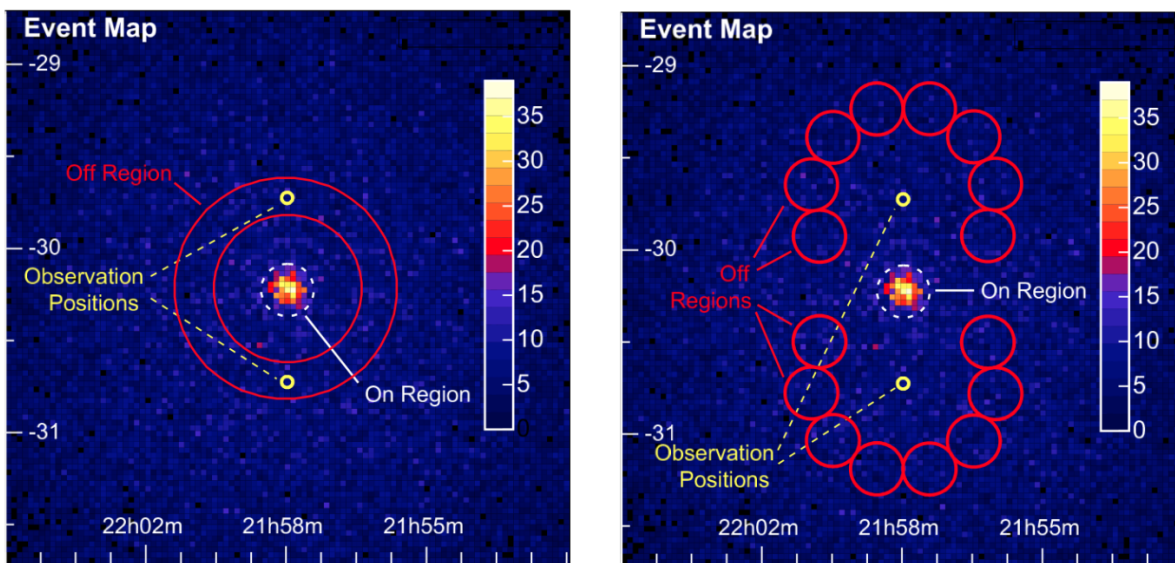 Event Map
-29
-30
-31
Off Region
Observation
Positions
On Region
35
30
25
20
15
10
5
0
22h02m
21h58m
21h55m
Event Map
-29
-30
-31
Off
Regions
On Region
Observation
Positions
35
30
25
20
15
10
5
0
22h02m
21h58m
21h55m